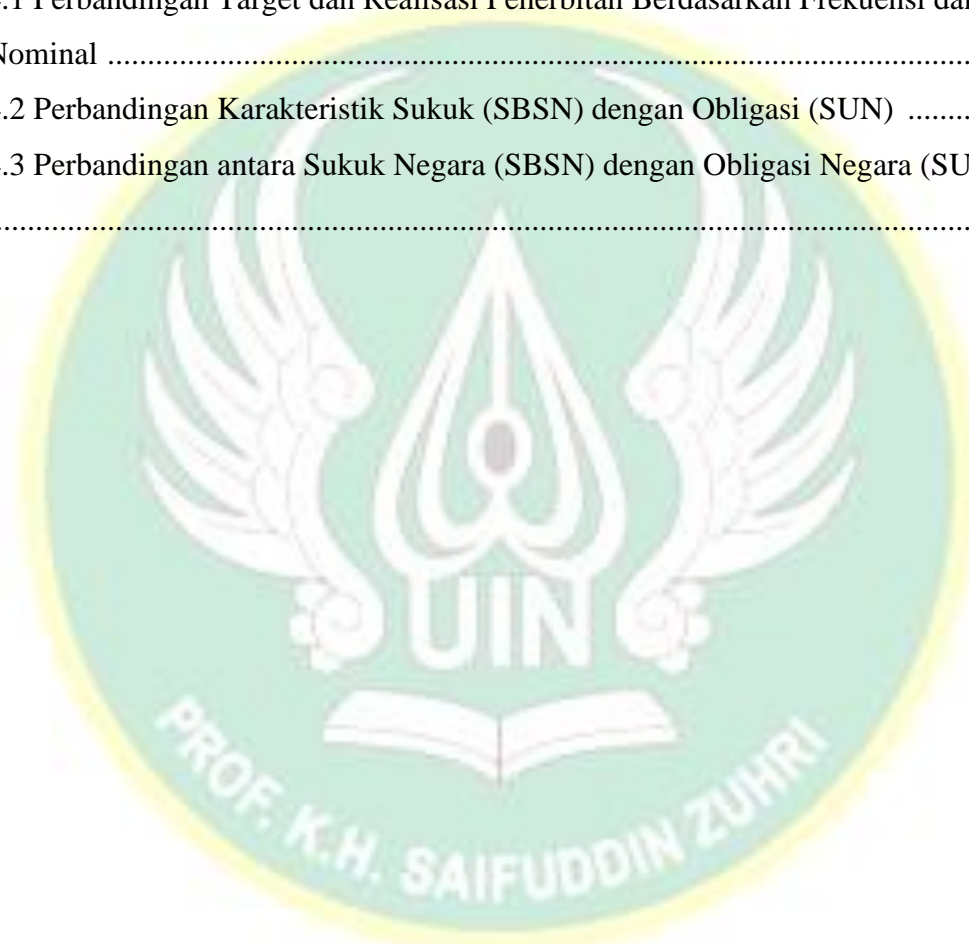 .1 Perbandingan Target dan Realisasi Penerbitan Berdasarkan Frekuensi dan
Nominal ..........................................................................................................
.2 Perbandingan Karakteristik Sukuk (SBSN) dengan Obligasi (SUN) ........
.3 Perbandingan antara Sukuk Negara (SBSN) dengan Obligasi Negara (SU
..........................................................................................................................
UIN
PROF. K.H. SAIFUDDIN ZUHRI